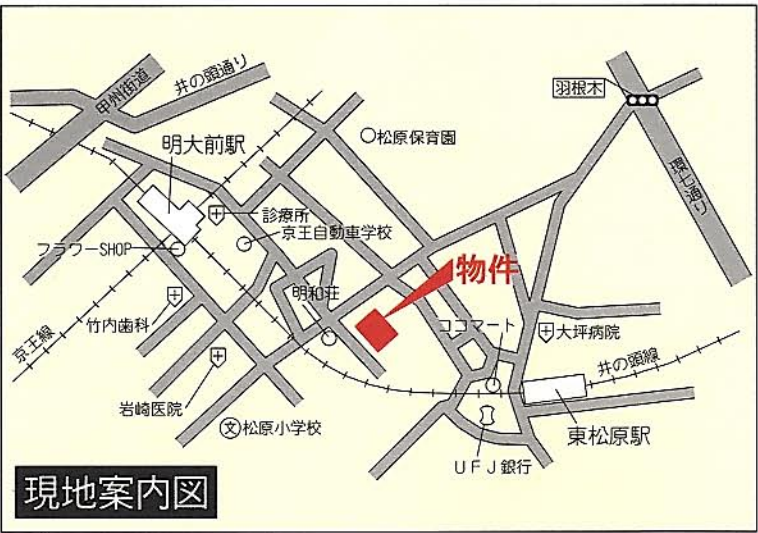 甲州街道
井の頭通り
羽根木
環七通り
明大前駅
松原保育園
診療所
京王自動車学校
フラワーSHOP
物件
明和荘
竹内歯科
ココマート
大坪病院
京王線
井の頭線
岩崎医院
文 松原小学校
東松原駅
UFJ銀行
現地案内図